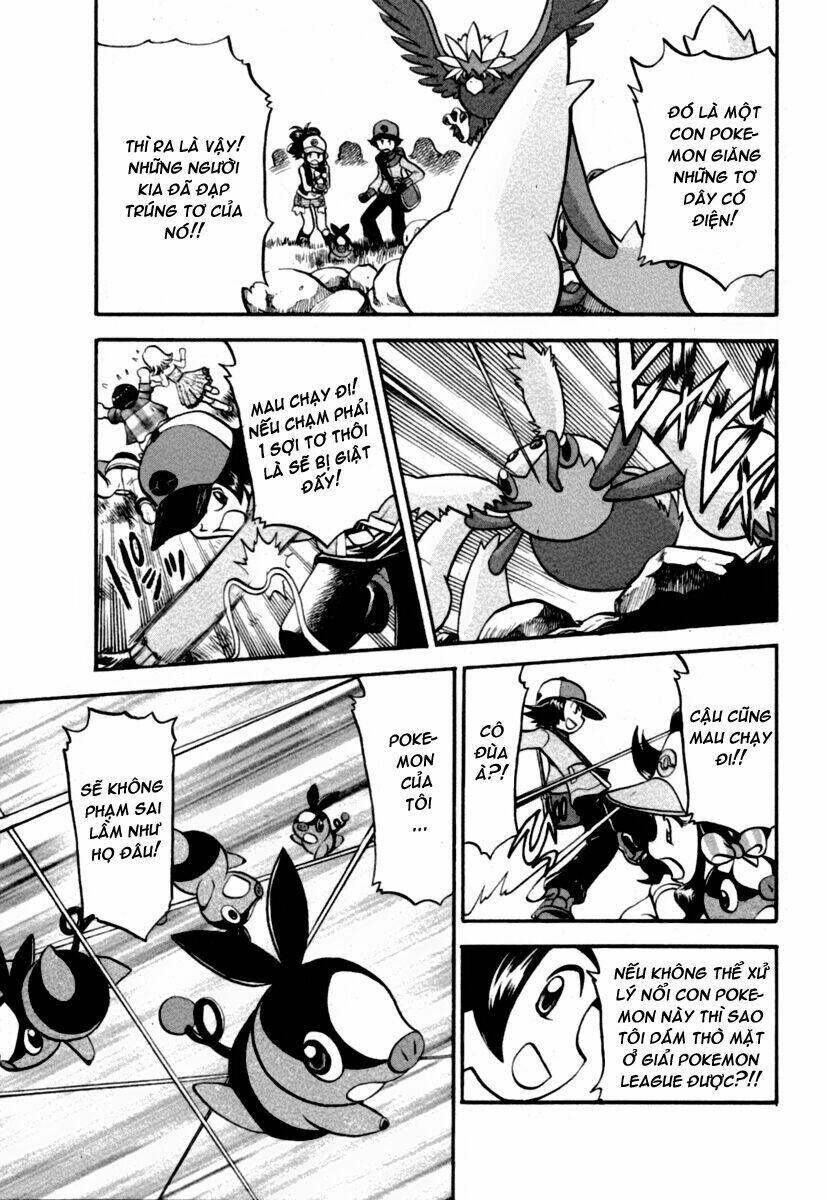 ĐÓ LÀ MỘT
CON POKE-
MON GIĂNG
NHỮNG TƠ
DÂY CÓ
ĐIỆN!
THÌ RA LÀ VẬY!
NHỮNG NGƯỜI
KIA ĐÃ ĐẠP
TRÚNG TƠ CỦA
NÓ!!
MAU CHẠY ĐI!
NẾU CHẠM PHẢI
1 SỢI TƠ THÔI
LÀ SẼ BỊ GIẬT
ĐẤY!
CẬU CŨNG
MAU CHẠY
ĐI!!
CÔ
ĐÙA
À?!
NẾU KHÔNG THỂ XỬ
LÝ NỔI CON POKE-
MON NÀY THÌ SAO
TÔI DÁM THÒ MẶT
Ở GIẢI POKEMON
LEAGUE ĐƯỢC?!!
POKE-
MON
CỦA
TÔI
...
SẼ KHÔNG
PHẠM SAI
LẦM NHƯ
HỌ ĐÂU!